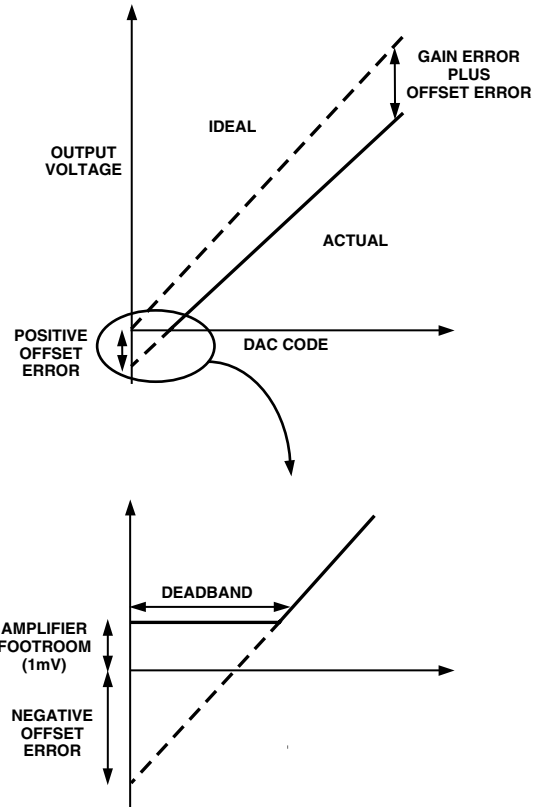 GAIN ERROR
PLUS
OFFSET ERROR
IDEAL
OUTPUT
VOLTAGE
ACTUAL
POSITIVE
OFFSET
ERROR
DAC CODE
DEADBAND
AMPLIFIER
FOOTROOM
(1mV)
NEGATIVE
OFFSET
ERROR